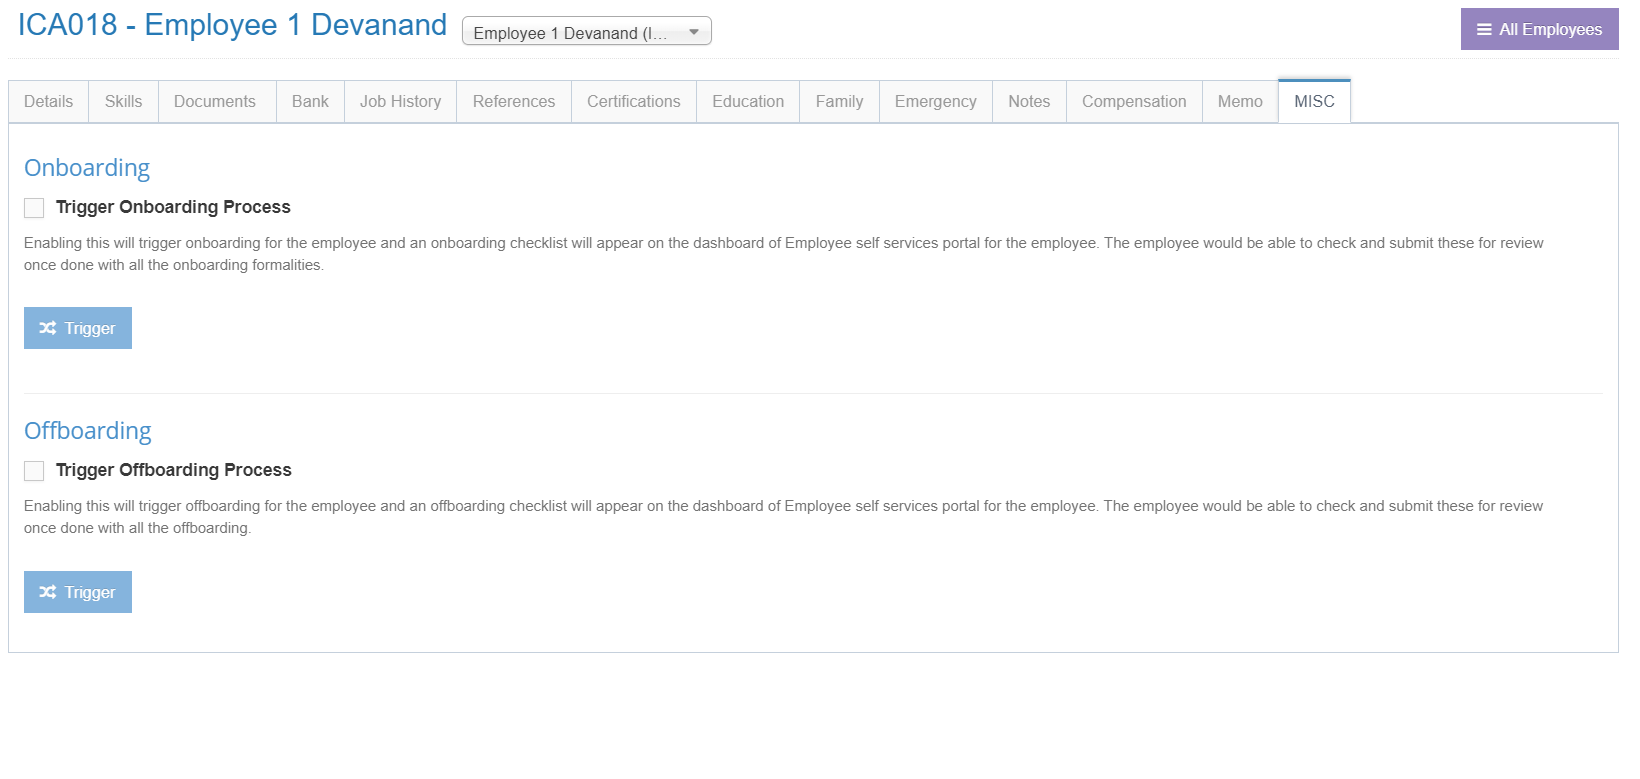 ICA018 - Employee 1 Devanand
Employee 1 Devanand (I...
All Employees
Details Skills Documents Bank Job History References Certifications Education Family Emergency Notes Compensation Memo MISC
Onboarding
Trigger Onboarding Process
Enabling this will trigger onboarding for the employee and an onboarding checklist will appear on the dashboard of Employee self services portal for the employee. The employee would be able to check and submit these for review
once done with all the onboarding formalities.
Trigger
Offboarding
Trigger Offboarding Process
Enabling this will trigger offboarding for the employee and an offboarding checklist will appear on the dashboard of Employee self services portal for the employee. The employee would be able to check and submit these for review
once done with all the offboarding.
Trigger